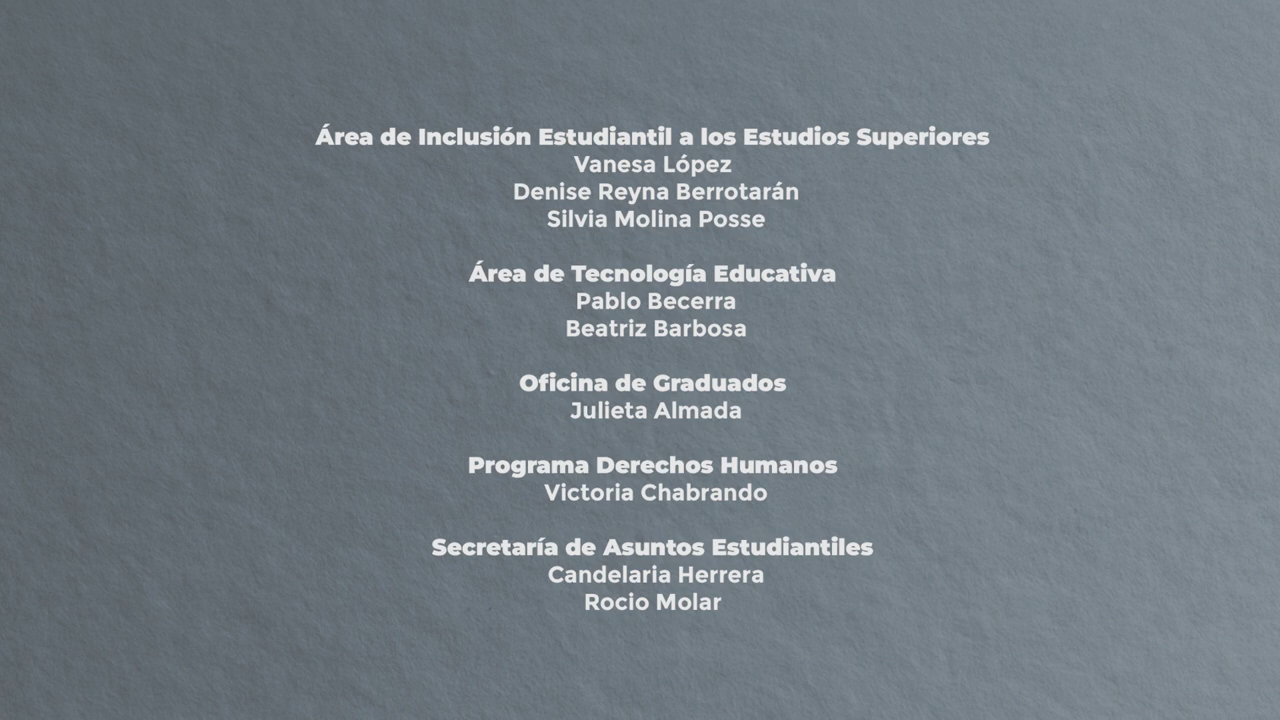 Área de Inclusión Estudiantil a los Estudios Superiores
Vanesa López
Denise Reyna Berrotarán
Silvia Molina Posse
Área de Tecnología Educativa
Pablo Becerra
Beatriz Barbosa
Oficina de Graduados
Julieta Almada
Programa Derechos Humanos
Victoria Chabrando
Secretaría de Asuntos Estudiantiles
Candelaria Herrera
Rocio Molar